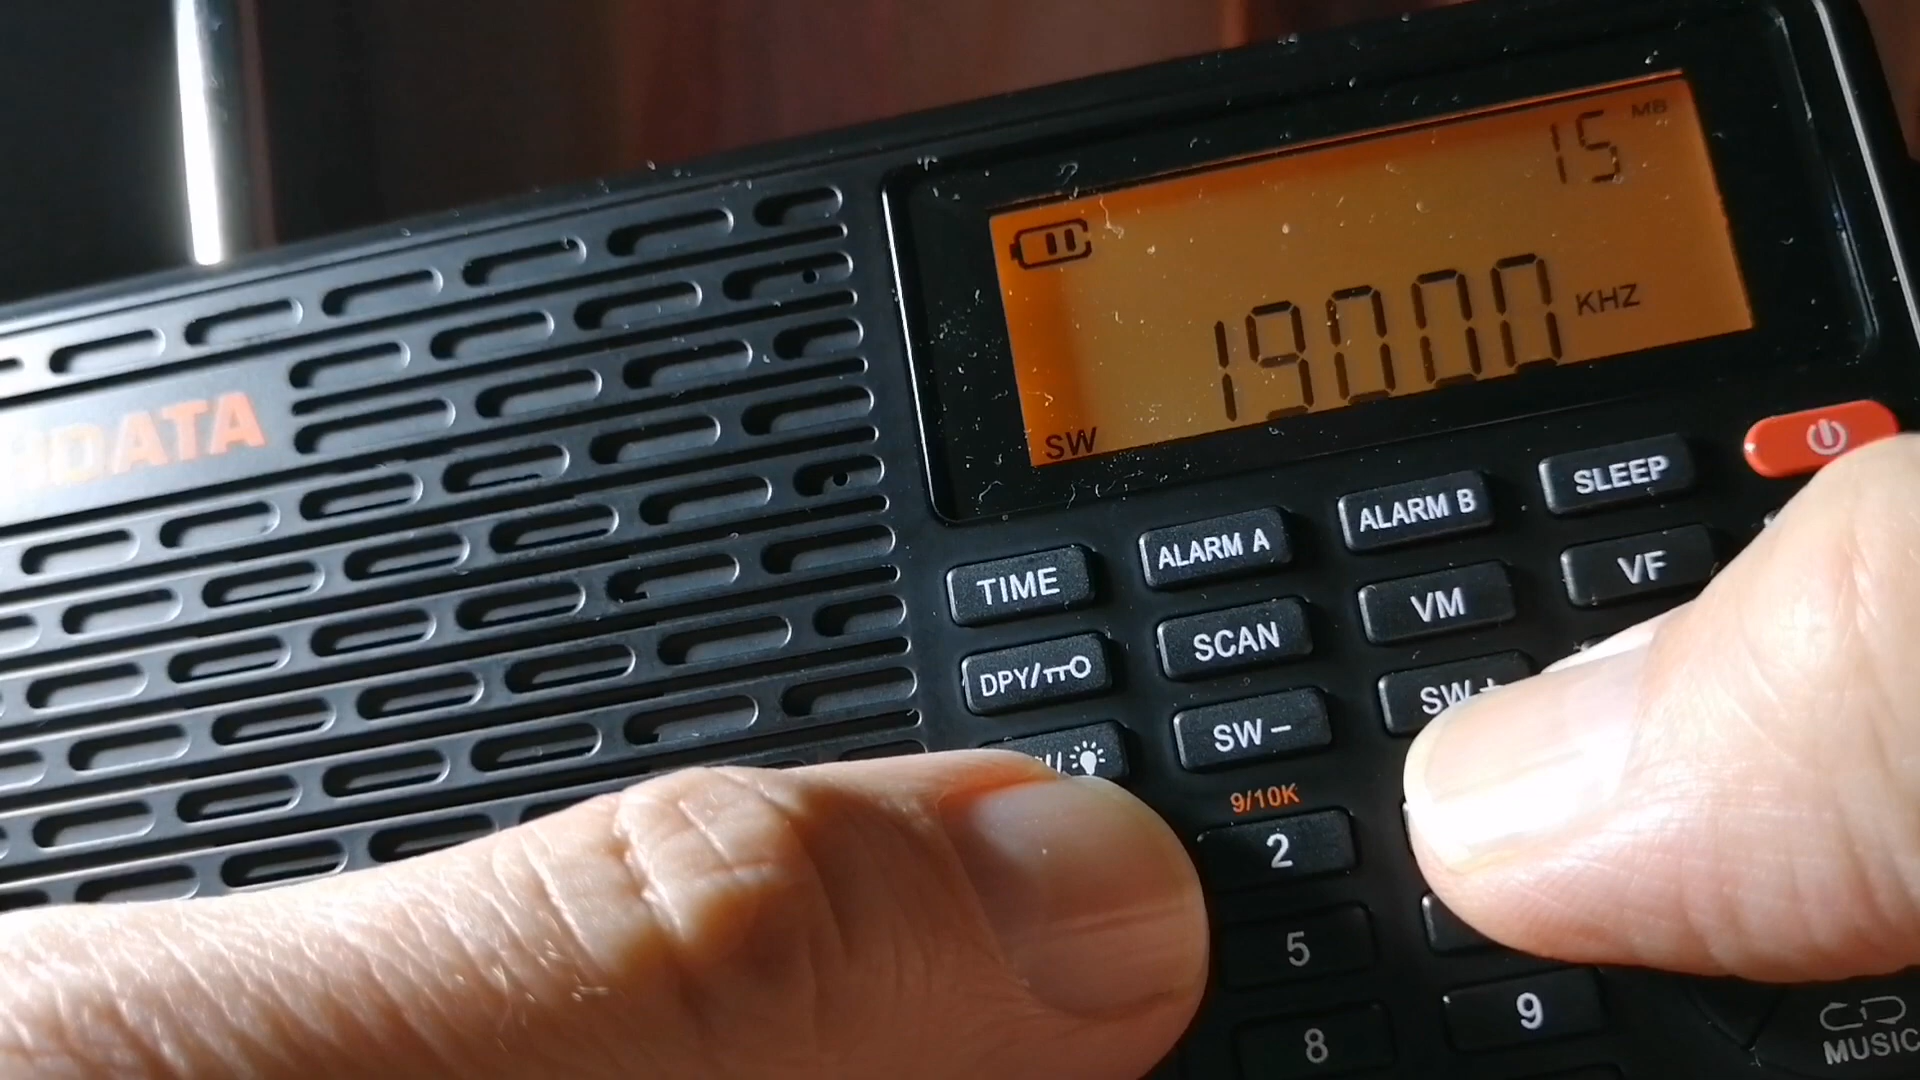 15 MB
19000 KHZ
SW
DATA
TIME
ALARM A
ALARM B
SLEEP
DPY/
SCAN
VM
VF
SW –
SW +
9/10K
2
5
8
9
MUSIC